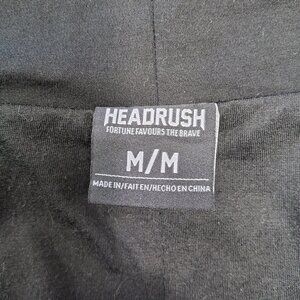 HEADRUSH
FORTUNE FAVOURS THE BRAVE
M/M
MADE IN/FAIT EN/HECHO EN CHINA